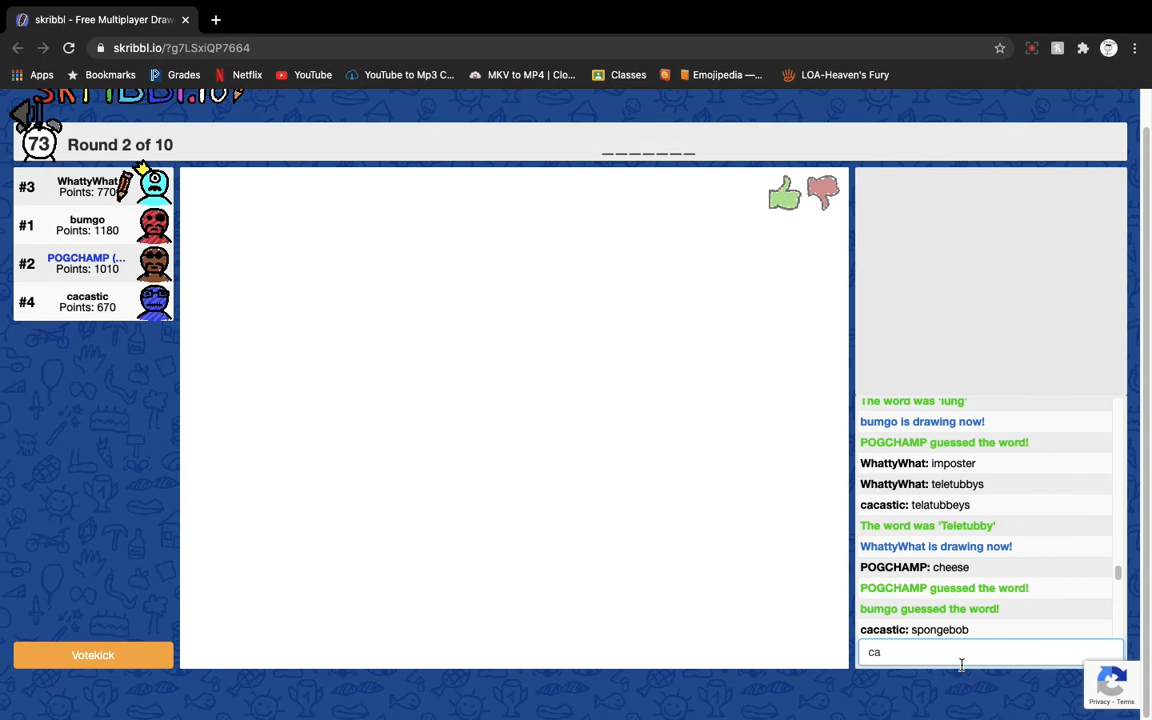 skribbl - Free Multiplayer Draw
skribbl.io/?g7LSxiQP7664
Apps
Bookmarks
Grades
Netflix
YouTube
YouTube to Mp3 C...
MKV to MP4 | Clo...
Classes
Emojipedia —...
LOA-Heaven's Fury
skribbl.io
73
Round 2 of 10
_______
#3
WhattyWhat
Points: 770
#1
bumgo
Points: 1180
#2
POGCHAMP (...
Points: 1010
#4
cacastic
Points: 670
Votekick
The word was 'lung'
bumgo is drawing now!
POGCHAMP guessed the word!
WhattyWhat: imposter
WhattyWhat: teletubbys
cacastic: telatubbeys
The word was 'Teletubby'
WhattyWhat is drawing now!
POGCHAMP: cheese
POGCHAMP guessed the word!
bumgo guessed the word!
cacastic: spongebob
ca
Privacy - Terms